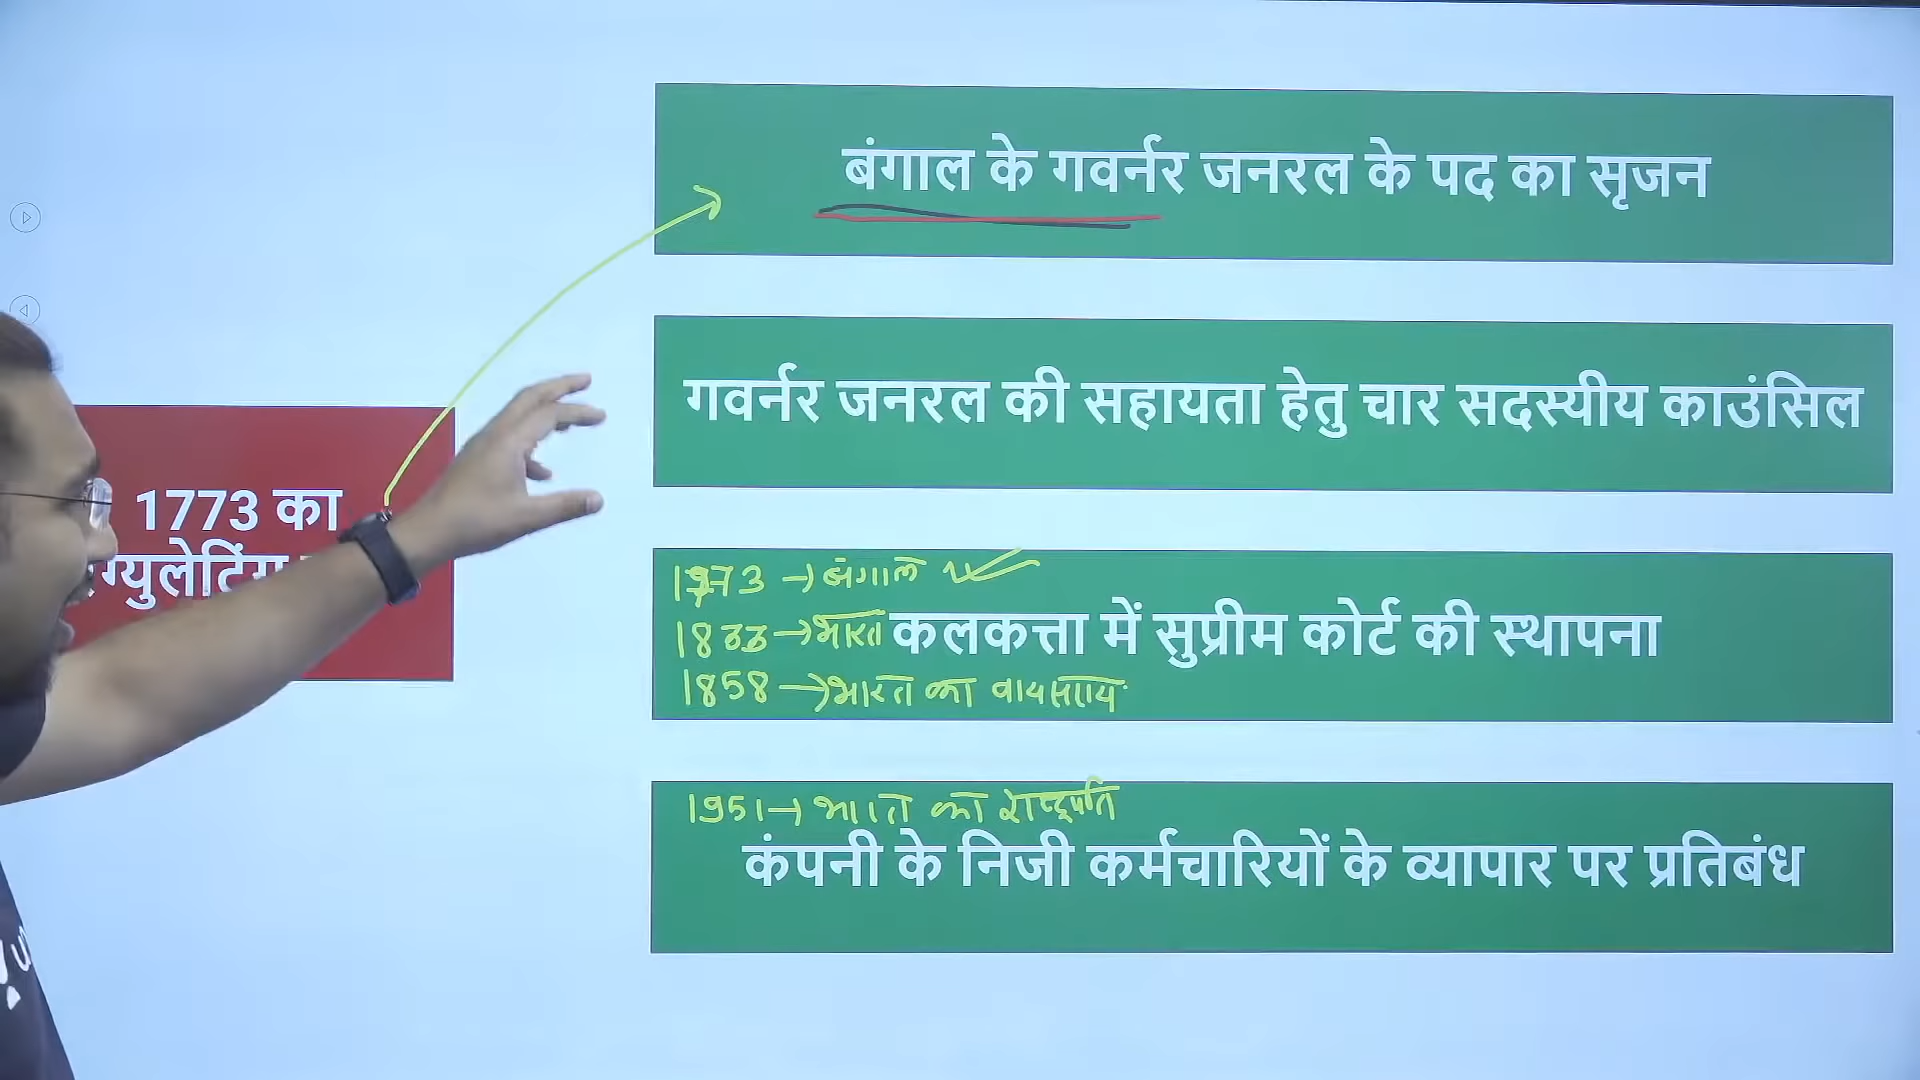 बंगाल के गवर्नर जनरल के पद का सृजन
गवर्नर जनरल की सहायता हेतु चार सदस्यीय काउंसिल
1773 का
ग्युलेटिंग
1773 → बंगाल
1833 → भारत
कलकत्ता में सुप्रीम कोर्ट की स्थापना
1858 → भारत का वायसराय
1951 → भारत का राष्ट्रपति
कंपनी के निजी कर्मचारियों के व्यापार पर प्रतिबंध